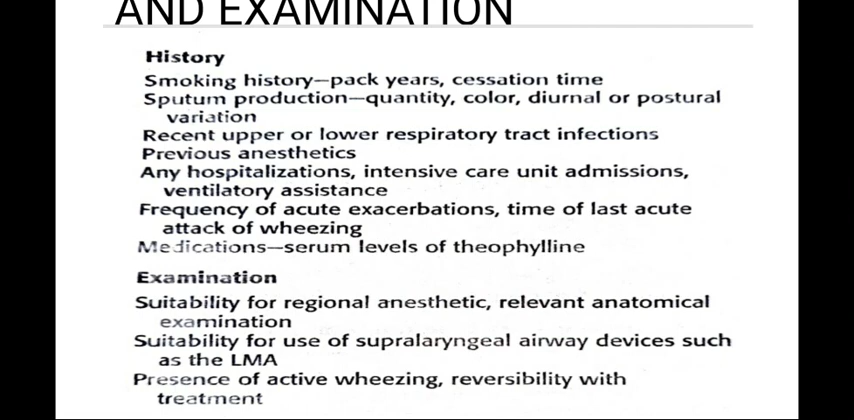 AND EXAMINATION
History
Smoking history—pack years, cessation time
Sputum production—quantity, color, diurnal or postural
variation
Recent upper or lower respiratory tract infections
Previous anesthetics
Any hospitalizations, intensive care unit admissions,
ventilatory assistance
Frequency of acute exacerbations, time of last acute
attack of wheezing
Medications—serum levels of theophylline
Examination
Suitability for regional anesthetic, relevant anatomical
examination
Suitability for use of supralaryngeal airway devices such
as the LMA
Presence of active wheezing, reversibility with
treatment